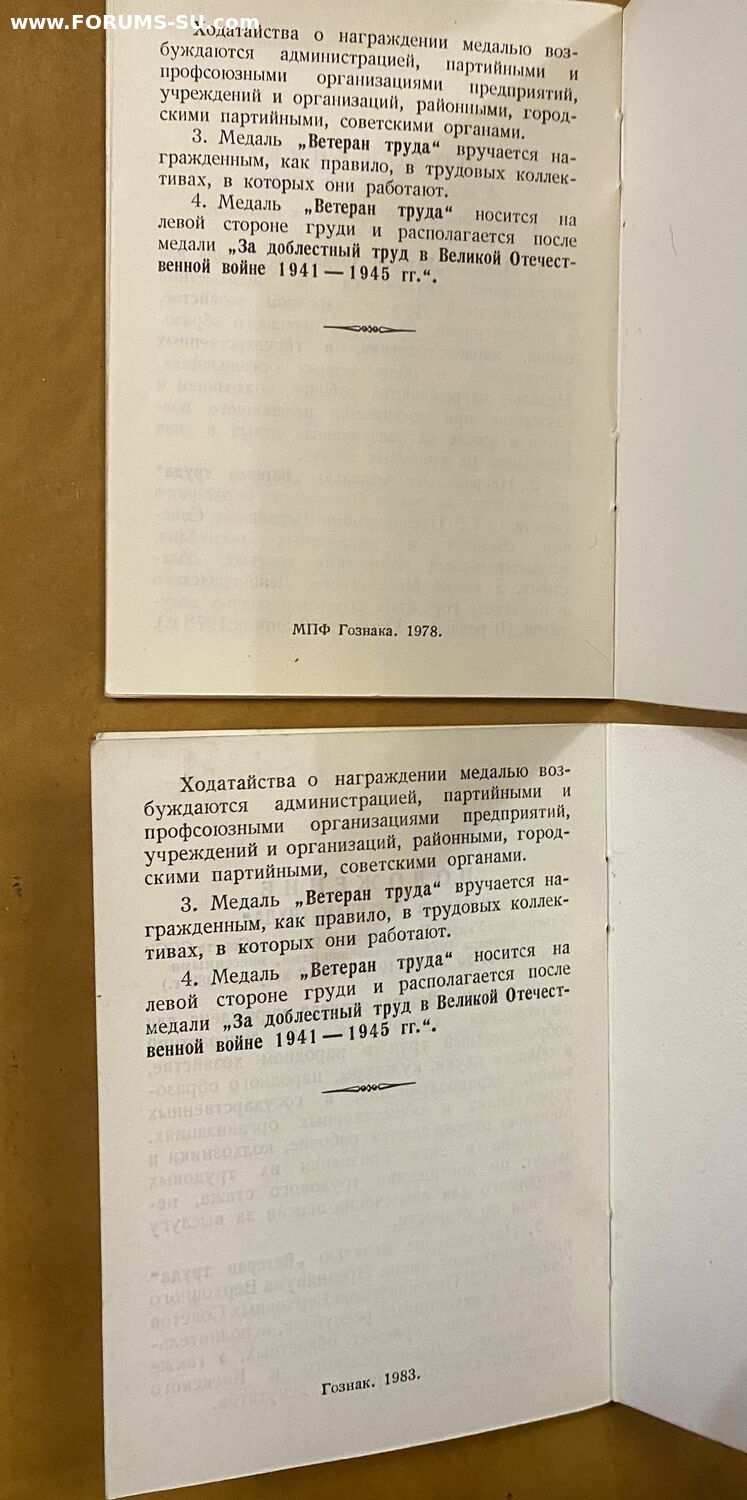 www.FORUMS-SU.com
Ходатайства о награждении медалью воз-
буждаются администрацией, партийными и
профсоюзными организациями предприятий,
учреждений и организаций, районными, город-
скими партийными, советскими органами.
3. Медаль „Ветеран труда“ вручается на-
гражденным, как правило, в трудовых коллек-
тивах, в которых они работают.
4. Медаль „Ветеран труда“ носится на
левой стороне груди и располагается после
медали „За доблестный труд в Великой Отечест-
венной войне 1941 — 1945 гг.“.
МПФ Гознака. 1978.
Ходатайства о награждении медалью воз-
буждаются администрацией, партийными и
профсоюзными организациями предприятий,
учреждений и организаций, районными, город-
скими партийными, советскими органами.
3. Медаль „Ветеран труда“ вручается на-
гражденным, как правило, в трудовых коллек-
тивах, в которых они работают.
4. Медаль „Ветеран труда“ носится на
левой стороне груди и располагается после
медали „За доблестный труд в Великой Отечест-
венной войне 1941 — 1945 гг.“.
Гознак. 1983.